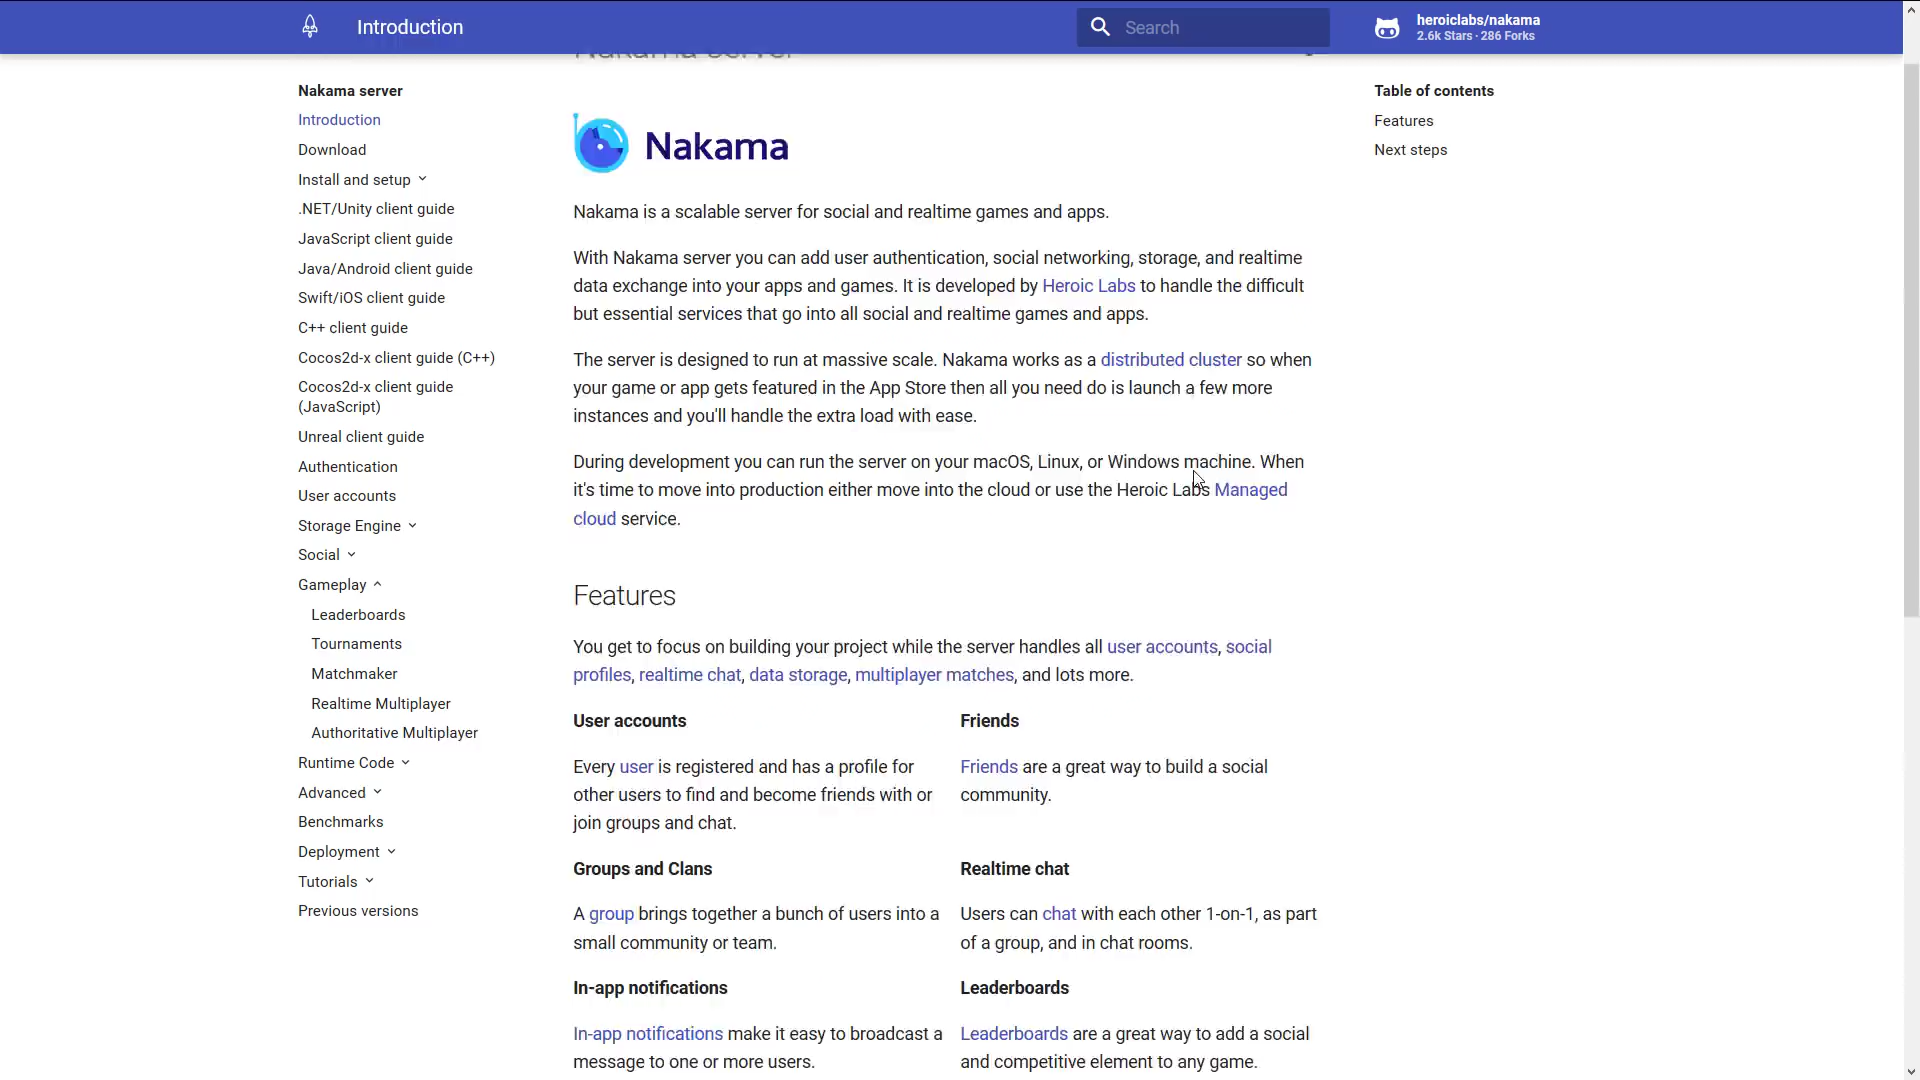 Introduction
Search
heroiclabs/nakama
2.6k Stars · 286 Forks
Nakama server
Nakama server
Introduction
Download
Install and setup
.NET/Unity client guide
JavaScript client guide
Java/Android client guide
Swift/iOS client guide
C++ client guide
Cocos2d-x client guide (C++)
Cocos2d-x client guide
(JavaScript)
Unreal client guide
Authentication
User accounts
Storage Engine
Social
Gameplay
Leaderboards
Tournaments
Matchmaker
Realtime Multiplayer
Authoritative Multiplayer
Runtime Code
Advanced
Benchmarks
Deployment
Tutorials
Previous versions
Nakama
Nakama is a scalable server for social and realtime games and apps.
With Nakama server you can add user authentication, social networking, storage, and realtime
data exchange into your apps and games. It is developed by Heroic Labs to handle the difficult
but essential services that go into all social and realtime games and apps.
The server is designed to run at massive scale. Nakama works as a distributed cluster so when
your game or app gets featured in the App Store then all you need do is launch a few more
instances and you'll handle the extra load with ease.
During development you can run the server on your macOS, Linux, or Windows machine. When
it's time to move into production either move into the cloud or use the Heroic Labs Managed
cloud service.
Features
You get to focus on building your project while the server handles all user accounts, social
profiles, realtime chat, data storage, multiplayer matches, and lots more.
User accounts
Every user is registered and has a profile for
other users to find and become friends with or
join groups and chat.
Friends
Friends are a great way to build a social
community.
Groups and Clans
A group brings together a bunch of users into a
small community or team.
Realtime chat
Users can chat with each other 1-on-1, as part
of a group, and in chat rooms.
In-app notifications
In-app notifications make it easy to broadcast a
message to one or more users.
Leaderboards
Leaderboards are a great way to add a social
and competitive element to any game.
Table of contents
Features
Next steps